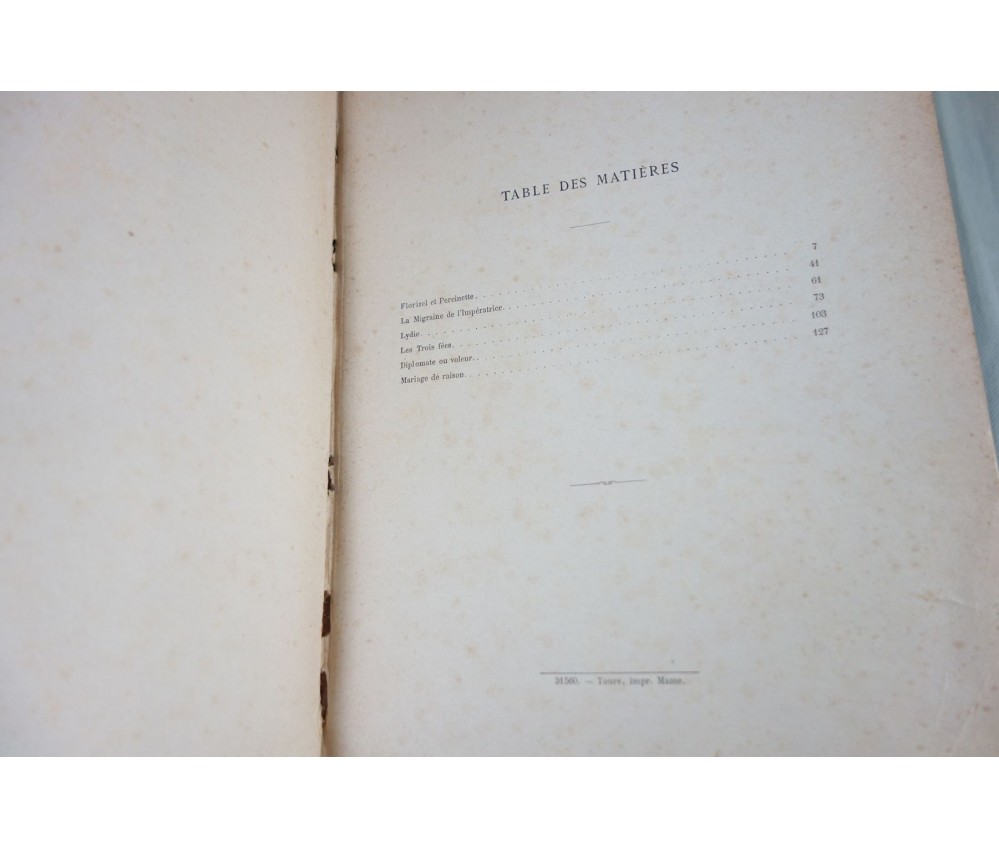 TABLE DES MATIÈRES
Florizel et Percinette. 7
La Migraine de l'Impératrice. 41
Lydie. 61
Les Trois fées. 73
Diplomate ou voleur. 103
Mariage de raison. 127
31560. — Tours, impr. Mame.